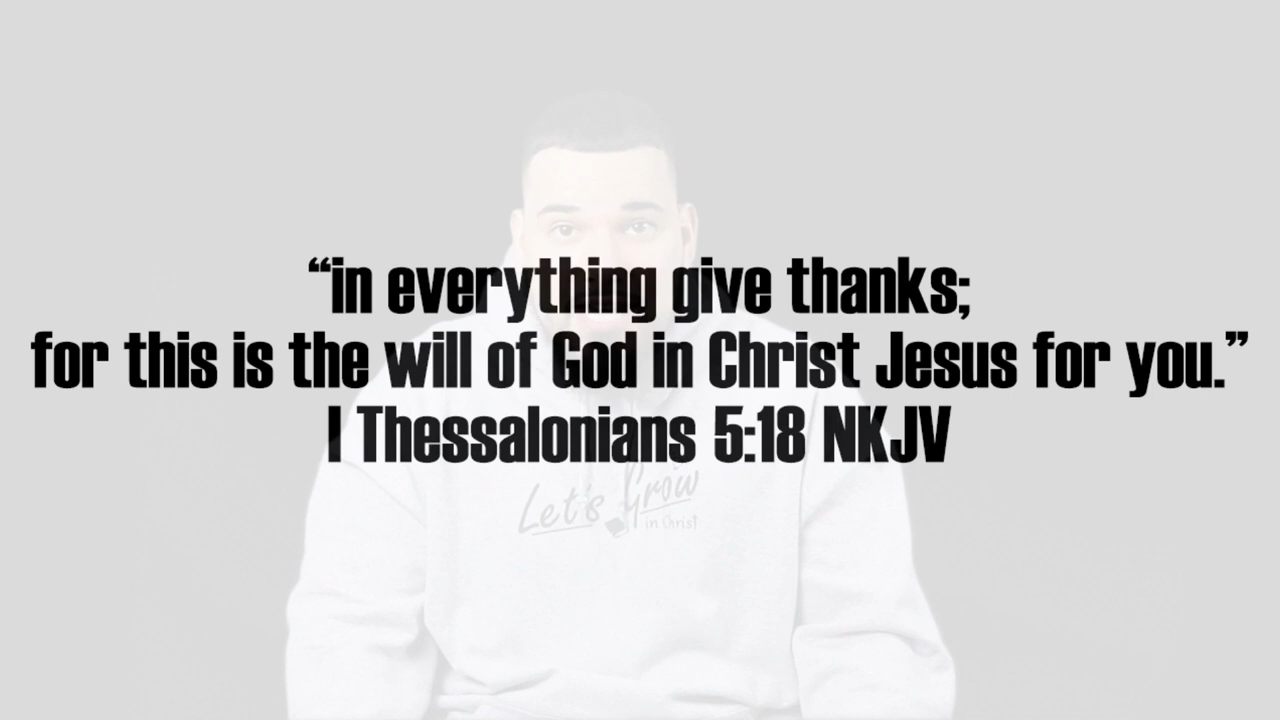 “in everything give thanks;
for this is the will of God in Christ Jesus for you.”
I Thessalonians 5:18 NKJV
Let's Grow
in Christ